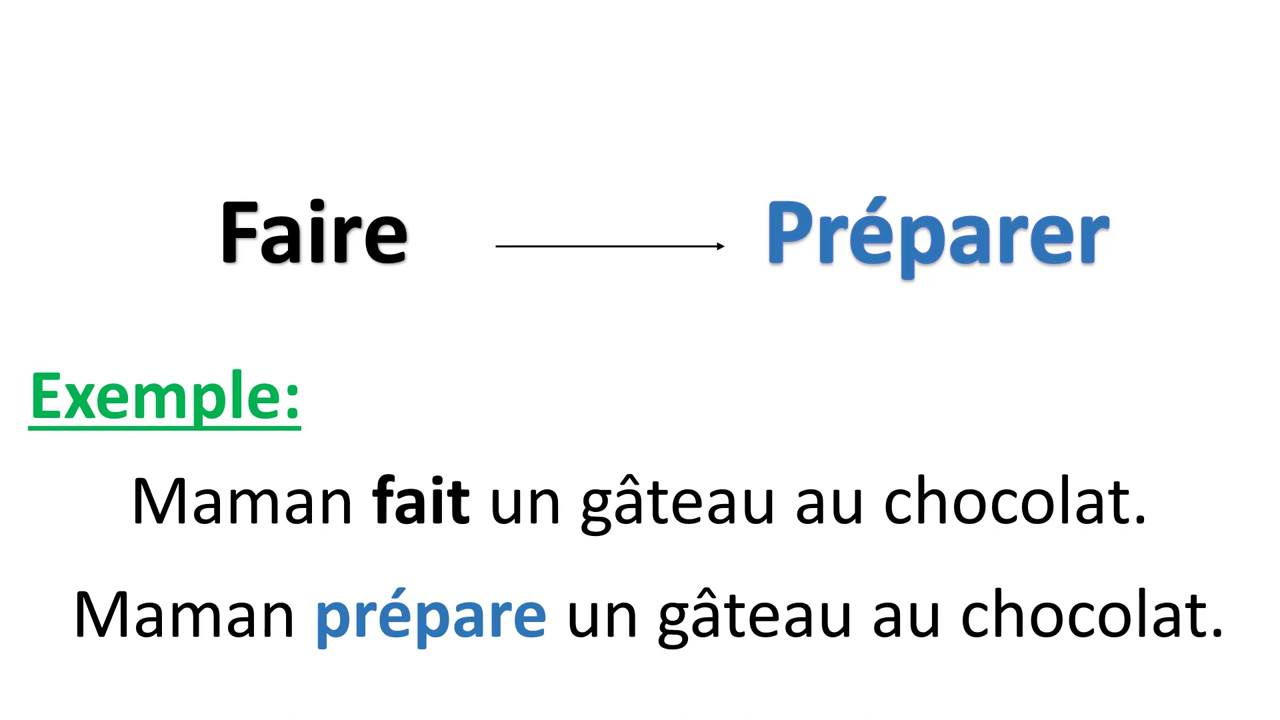 Faire Préparer
Exemple:
Maman fait un gâteau au chocolat.
Maman prépare un gâteau au chocolat.